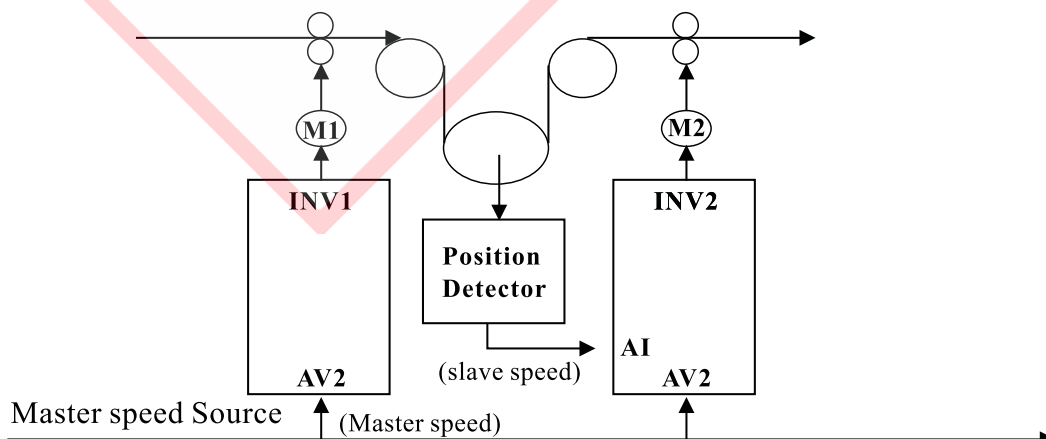 M1
M2
INV1
INV2
Position
Detector
AI
(slave speed)
AV2
AV2
Master speed Source
(Master speed)